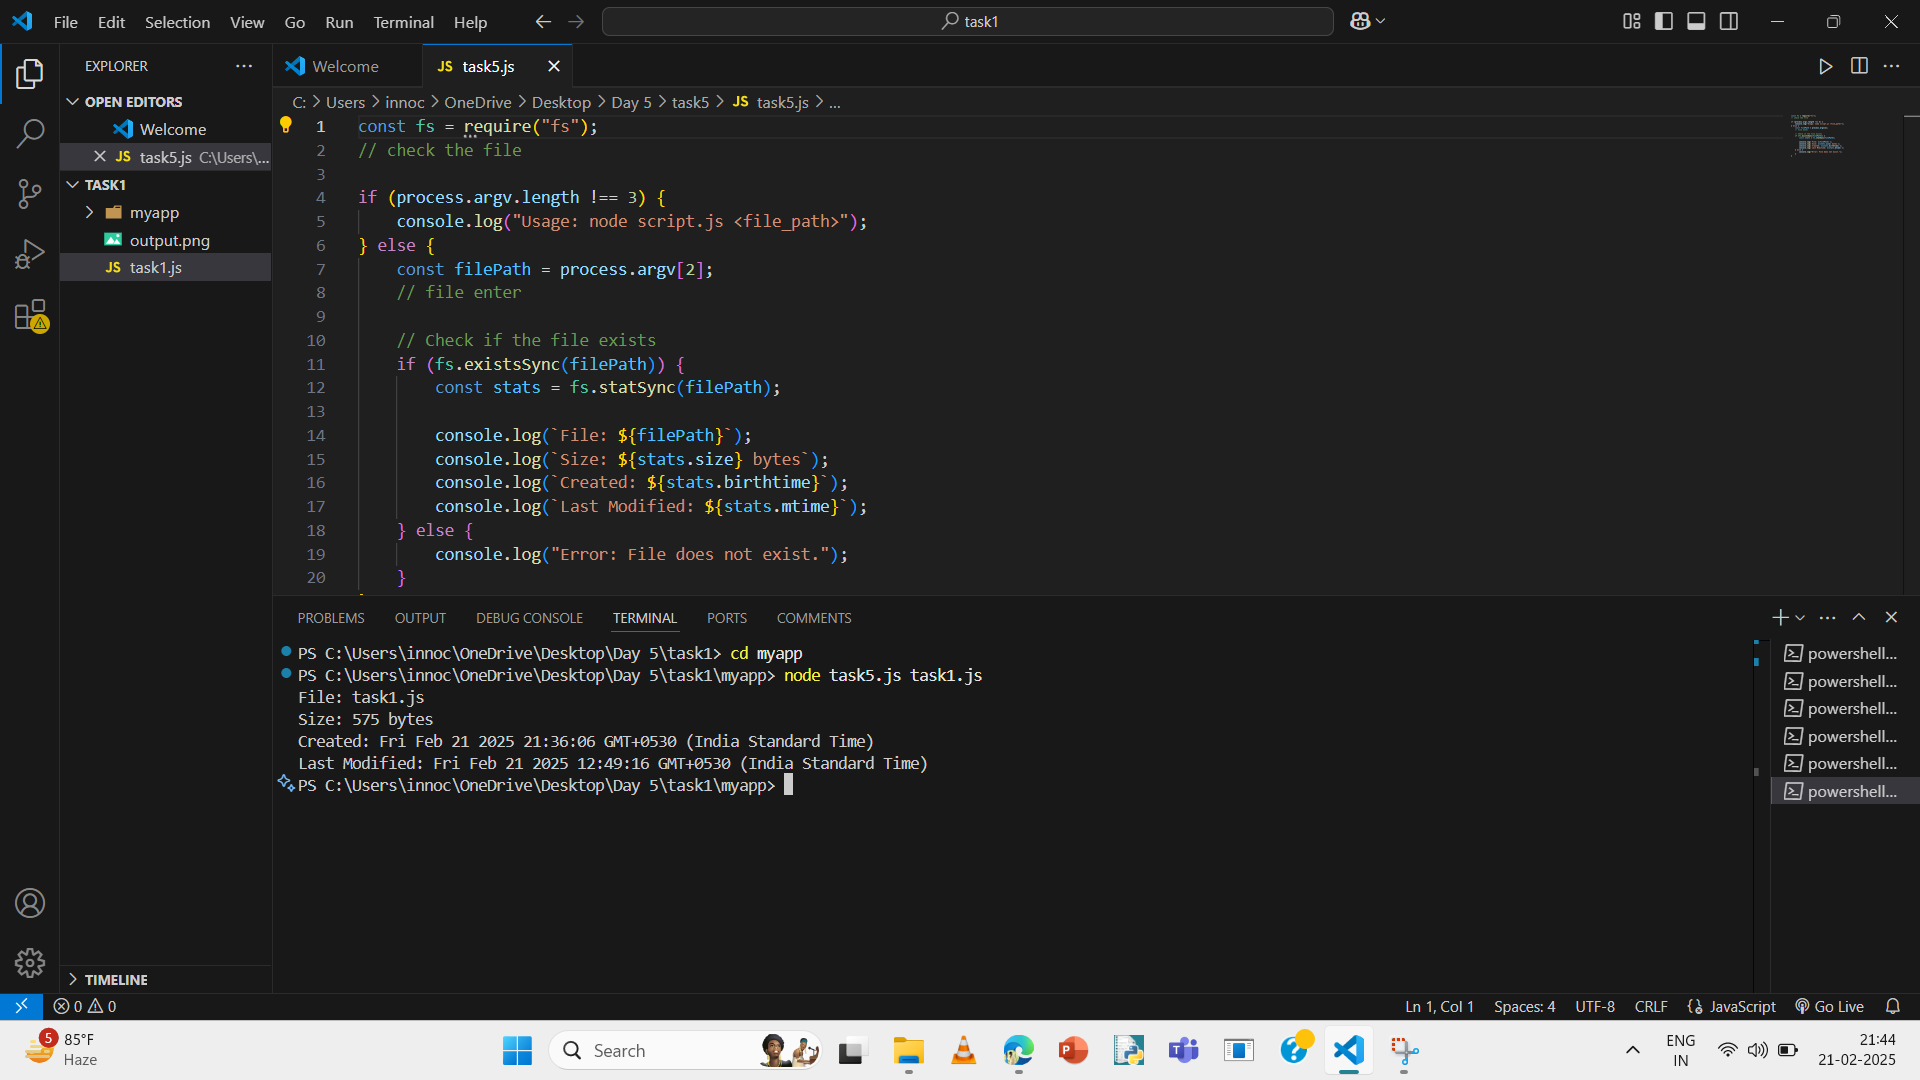 File Edit Selection View Go Run Terminal Help
task1
EXPLORER
OPEN EDITORS
Welcome
JS task5.js C:\Users\...
TASK1
myapp
output.png
JS task1.js
TIMELINE
Welcome
JS task5.js
C: > Users > innoc > OneDrive > Desktop > Day 5 > task5 > JS task5.js > ...
1 const fs = require("fs");
2 // check the file
3
4 if (process.argv.length !== 3) {
5 console.log("Usage: node script.js <file_path>");
6 } else {
7 const filePath = process.argv[2];
8 // file enter
9
10 // Check if the file exists
11 if (fs.existsSync(filePath)) {
12 const stats = fs.statSync(filePath);
13
14 console.log(`File: ${filePath}`);
15 console.log(`Size: ${stats.size} bytes`);
16 console.log(`Created: ${stats.birthtime}`);
17 console.log(`Last Modified: ${stats.mtime}`);
18 } else {
19 console.log("Error: File does not exist.");
20 }
PROBLEMS OUTPUT DEBUG CONSOLE TERMINAL PORTS COMMENTS
PS C:\Users\innoc\OneDrive\Desktop\Day 5\task1> cd myapp
PS C:\Users\innoc\OneDrive\Desktop\Day 5\task1\myapp> node task5.js task1.js
File: task1.js
Size: 575 bytes
Created: Fri Feb 21 2025 21:36:06 GMT+0530 (India Standard Time)
Last Modified: Fri Feb 21 2025 12:49:16 GMT+0530 (India Standard Time)
PS C:\Users\innoc\OneDrive\Desktop\Day 5\task1\myapp>
powershell...
powershell...
powershell...
powershell...
powershell...
powershell...
0 0
Ln 1, Col 1 Spaces: 4 UTF-8 CRLF {} JavaScript Go Live
5
85°F
Haze
Search
ENG
IN
21:44
21-02-2025